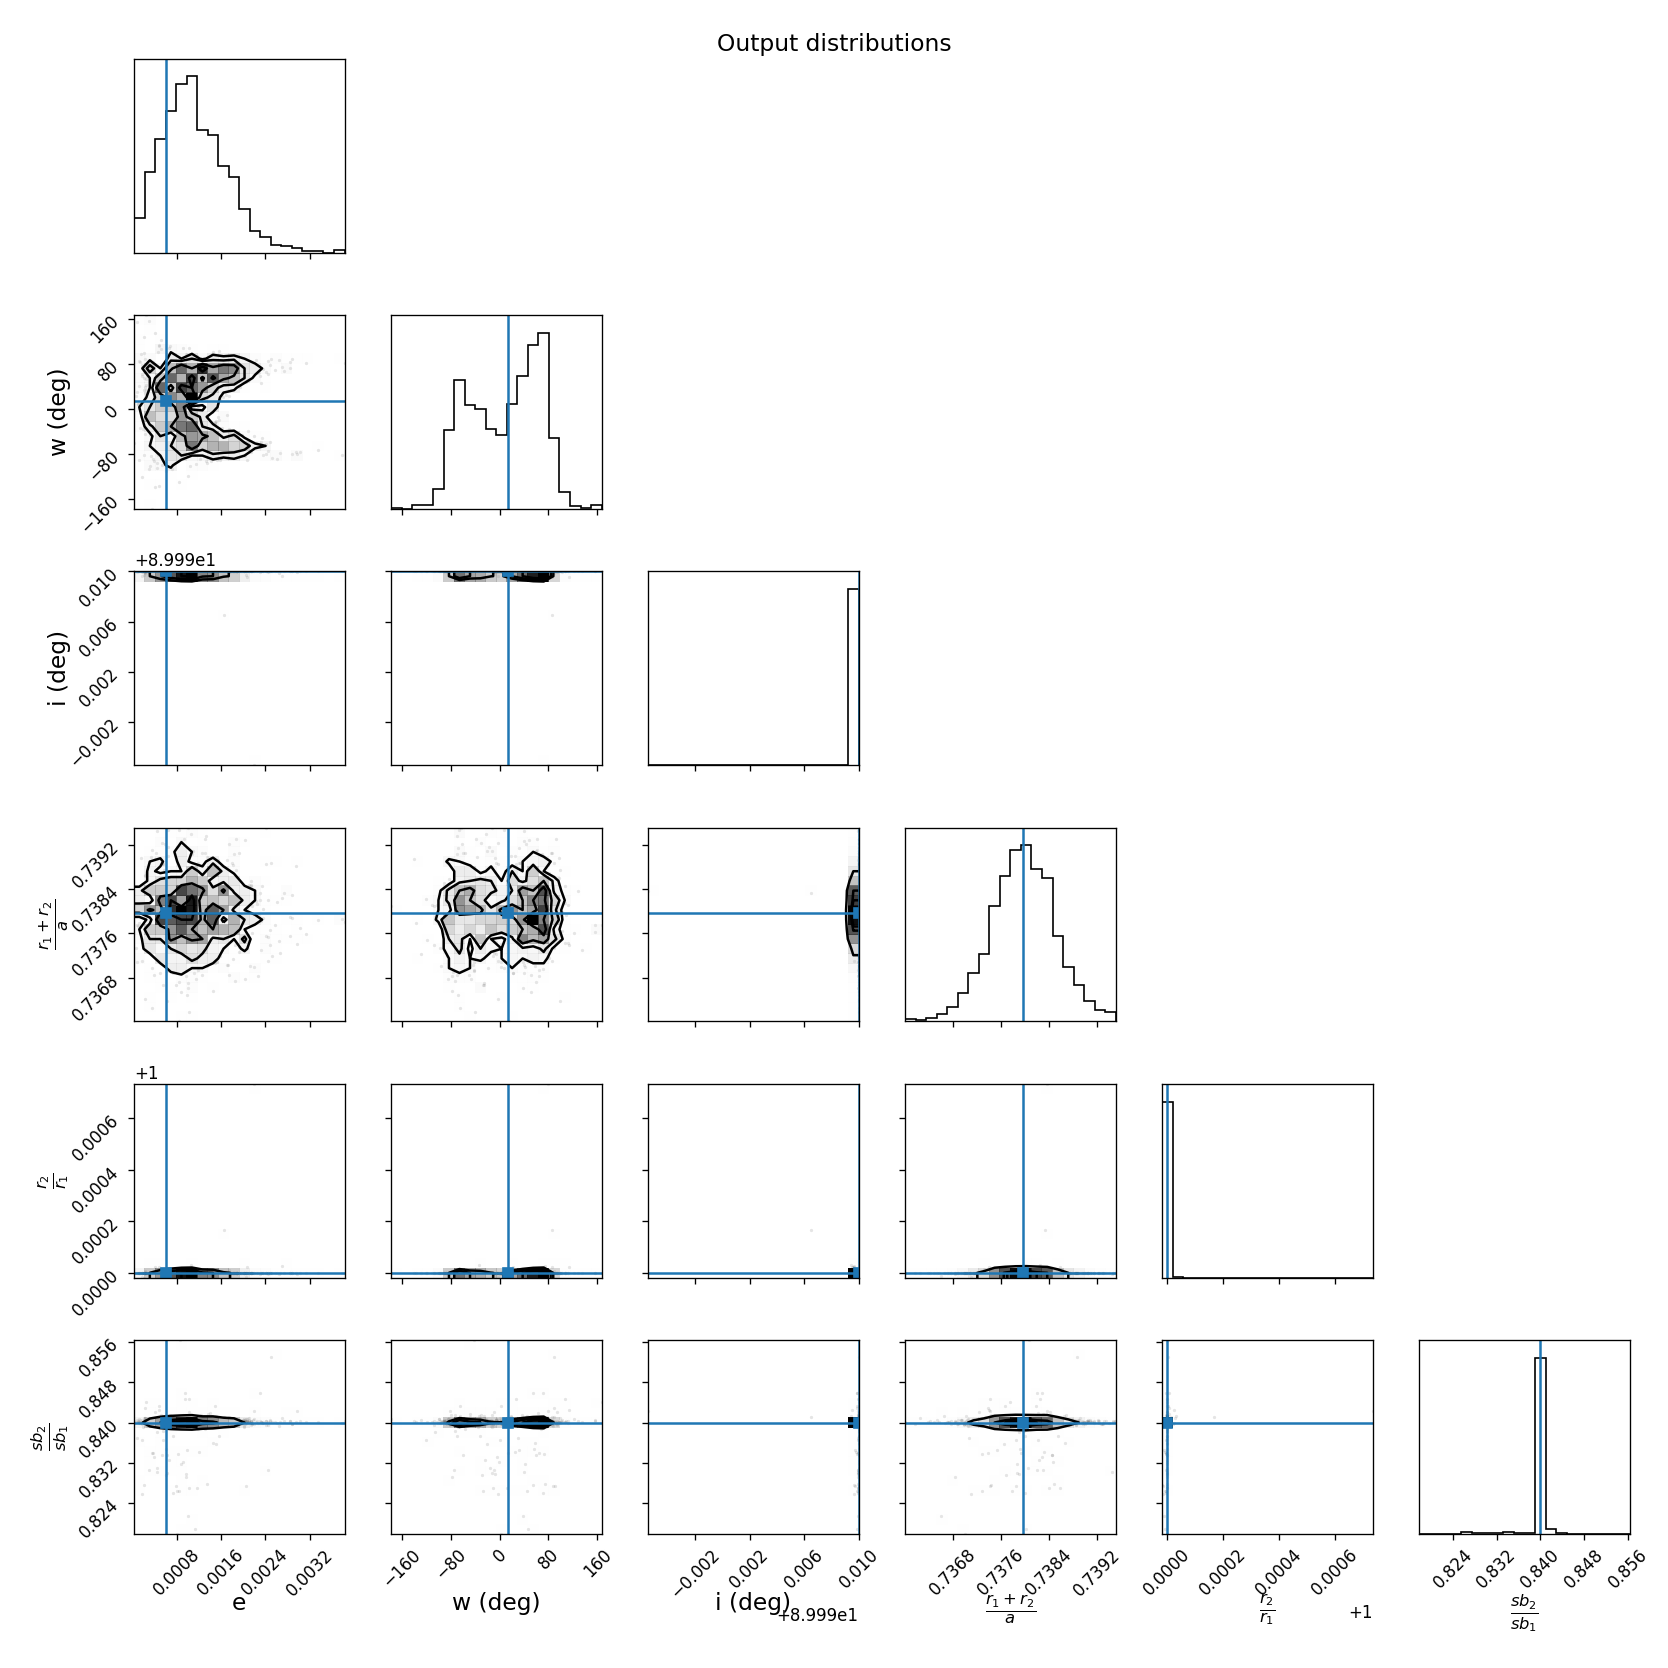 Output distributions
160
80
0
−80
−160
w (deg)
+8.999e1
0.010
0.006
0.002
−0.002
i (deg)
0.7392
0.7384
0.7376
0.7368
r₁ + r₂
a
+1
0.0006
0.0004
0.0002
0.0000
r₂
r₁
0.856
0.848
0.840
0.832
0.824
sb₂
sb₁
0.0008 0.0016 0.0024 0.0032
e
−160 −80 0 80 160
w (deg)
−0.002 0.002 0.006 0.010
i (deg)
+8.999e1
0.7368 0.7376 0.7384 0.7392
r₁ + r₂
a
0.0000 0.0002 0.0004 0.0006
r₂
r₁
+1
0.824 0.832 0.840 0.848 0.856
sb₂
sb₁